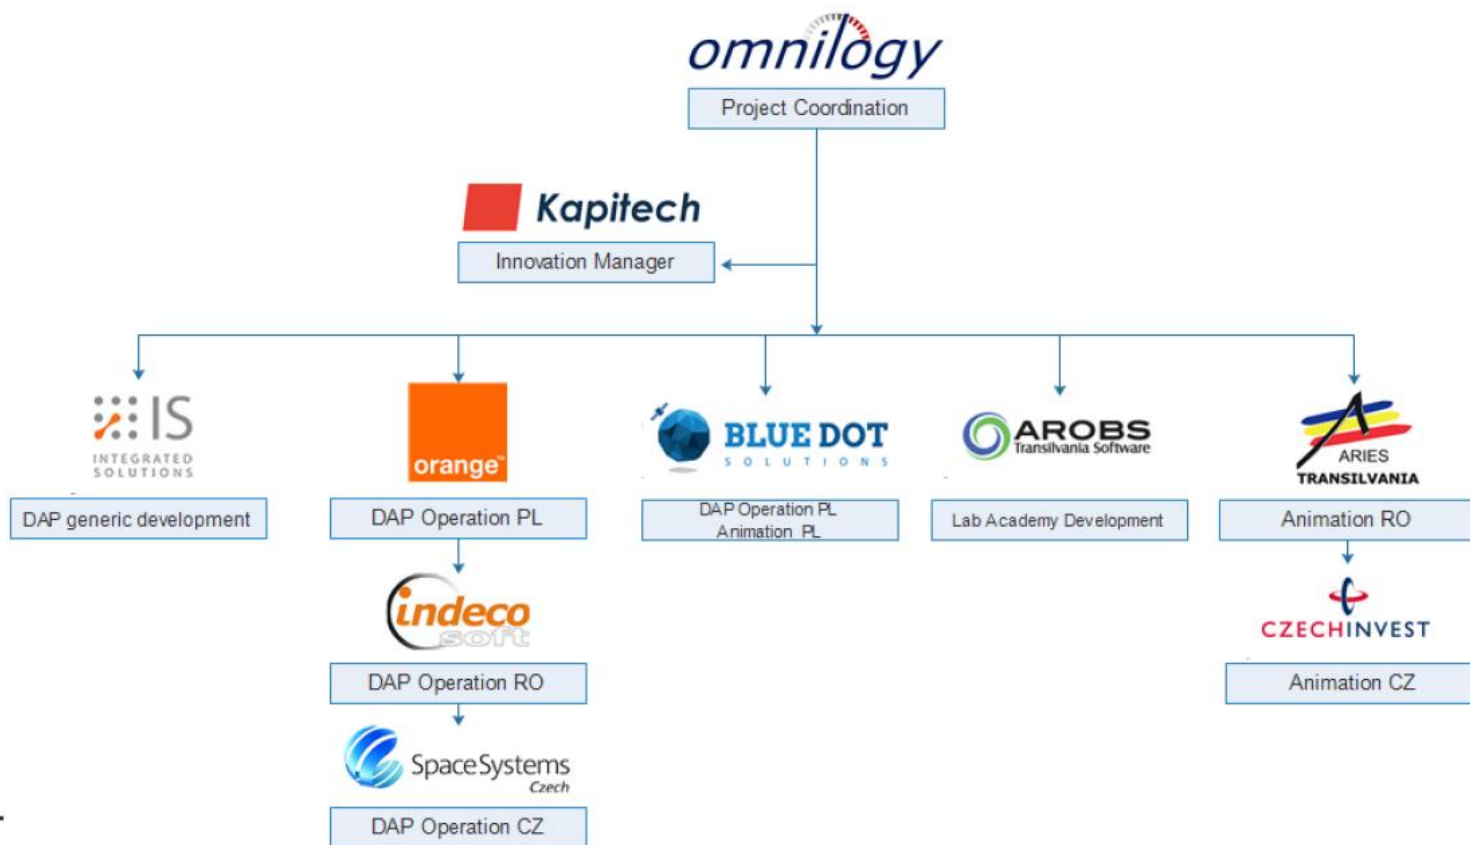 omnilogy
Project Coordination
Kapitech
Innovation Manager
IS
INTEGRATED
SOLUTIONS
DAP generic development
orange™
DAP Operation PL
BLUE DOT
SOLUTIONS
DAP Operation PL
Animation PL
AROBS
Transilvania Software
Lab Academy Development
ARIES
TRANSILVANIA
Animation RO
indeco
soft
DAP Operation RO
CZECHINVEST
Animation CZ
SpaceSystems
Czech
DAP Operation CZ